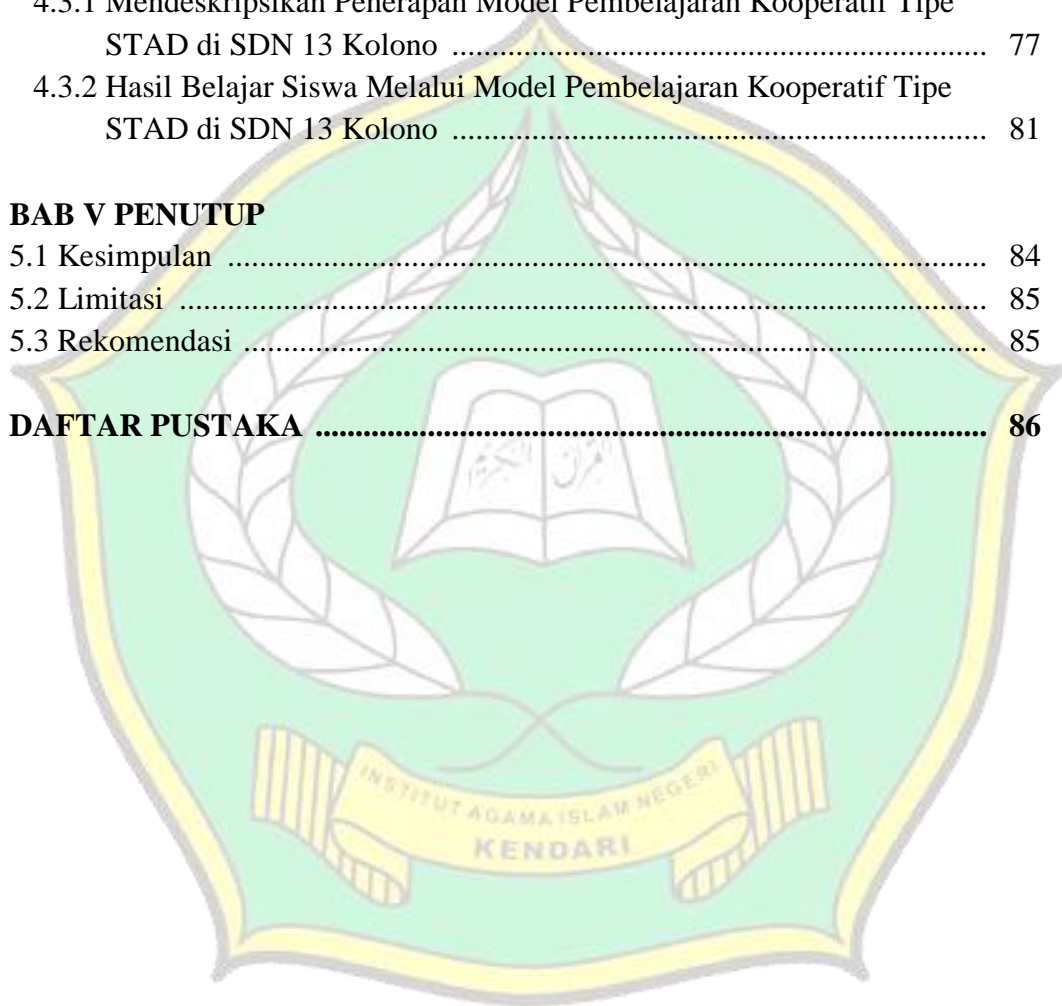 4.3.1 Mendeskripsikan Penerapan Model Pembelajaran Kooperatif Tipe
STAD di SDN 13 Kolono ........................................................ 77
4.3.2 Hasil Belajar Siswa Melalui Model Pembelajaran Kooperatif Tipe
STAD di SDN 13 Kolono ........................................................ 81
BAB V PENUTUP
5.1 Kesimpulan ........................................................ 84
5.2 Limitasi ........................................................ 85
5.3 Rekomendasi ........................................................ 85
DAFTAR PUSTAKA ........................................................ 86
القرآن الكريم
INSTITUT AGAMA ISLAM NEGERI
KENDARI